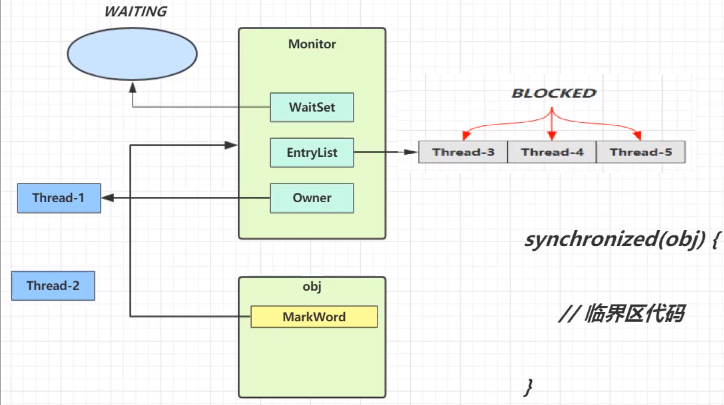 WAITING
Monitor
WaitSet
BLOCKED
EntryList
Thread-3 Thread-4 Thread-5
Thread-1
Owner
synchronized(obj) {
Thread-2
obj
MarkWord
// 临界区代码
}